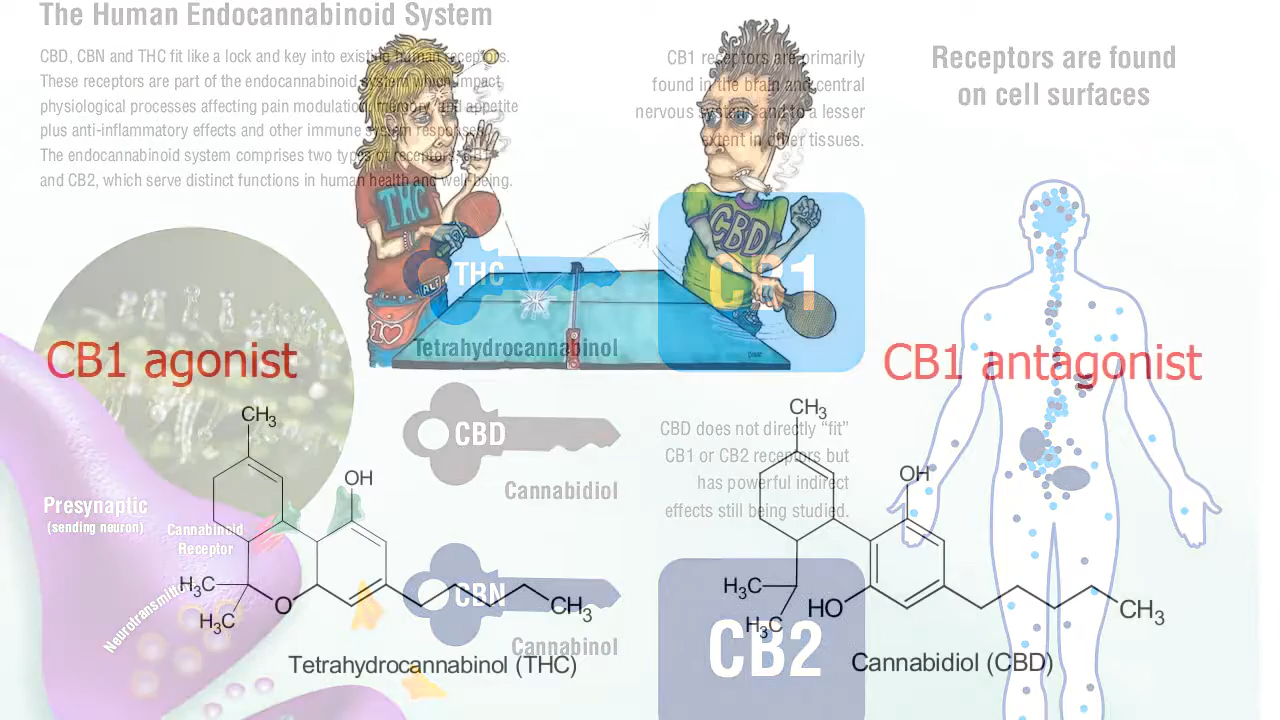 The Human Endocannabinoid System
CBD, CBN and THC fit like a lock and key into existing human receptors.
These receptors are part of the endocannabinoid system which impact
physiological processes affecting pain modulation, memory, and appetite
plus anti-inflammatory effects and other immune system responses.
The endocannabinoid system comprises two types of receptors, CB1
and CB2, which serve distinct functions in human health and well-being.
CB1 receptors are primarily
found in the brain and central
nervous system and to a lesser
extent in other tissues.
Receptors are found
on cell surfaces
THC
CBD
ALF
I
THC
CB1
Tetrahydrocannabinol
CB1 agonist
CB1 antagonist
CH3
CBD
Cannabidiol
CH3
CBD does not directly “fit”
CB1 or CB2 receptors but
has powerful indirect
effects still being studied.
OH
OH
Presynaptic
(sending neuron)
Cannabinoid
Receptor
H3C
H3C
O
CH3
CBN
Cannabinol
H3C
H3C
HO
CH3
CB2
Tetrahydrocannabinol (THC)
Cannabidiol (CBD)